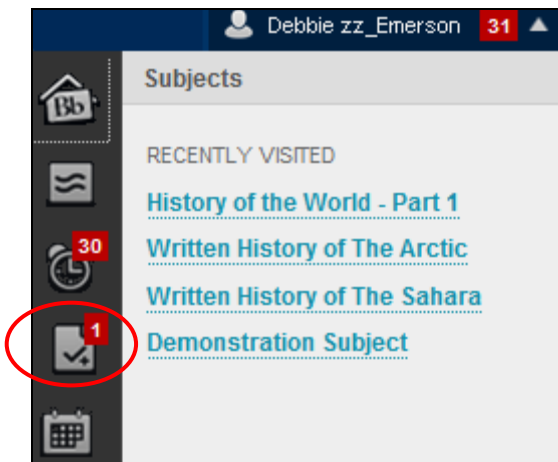 Debbie zz_Emerson 31
Bb
Subjects
RECENTLY VISITED
History of the World - Part 1
30
Written History of The Arctic
Written History of The Sahara
1
Demonstration Subject